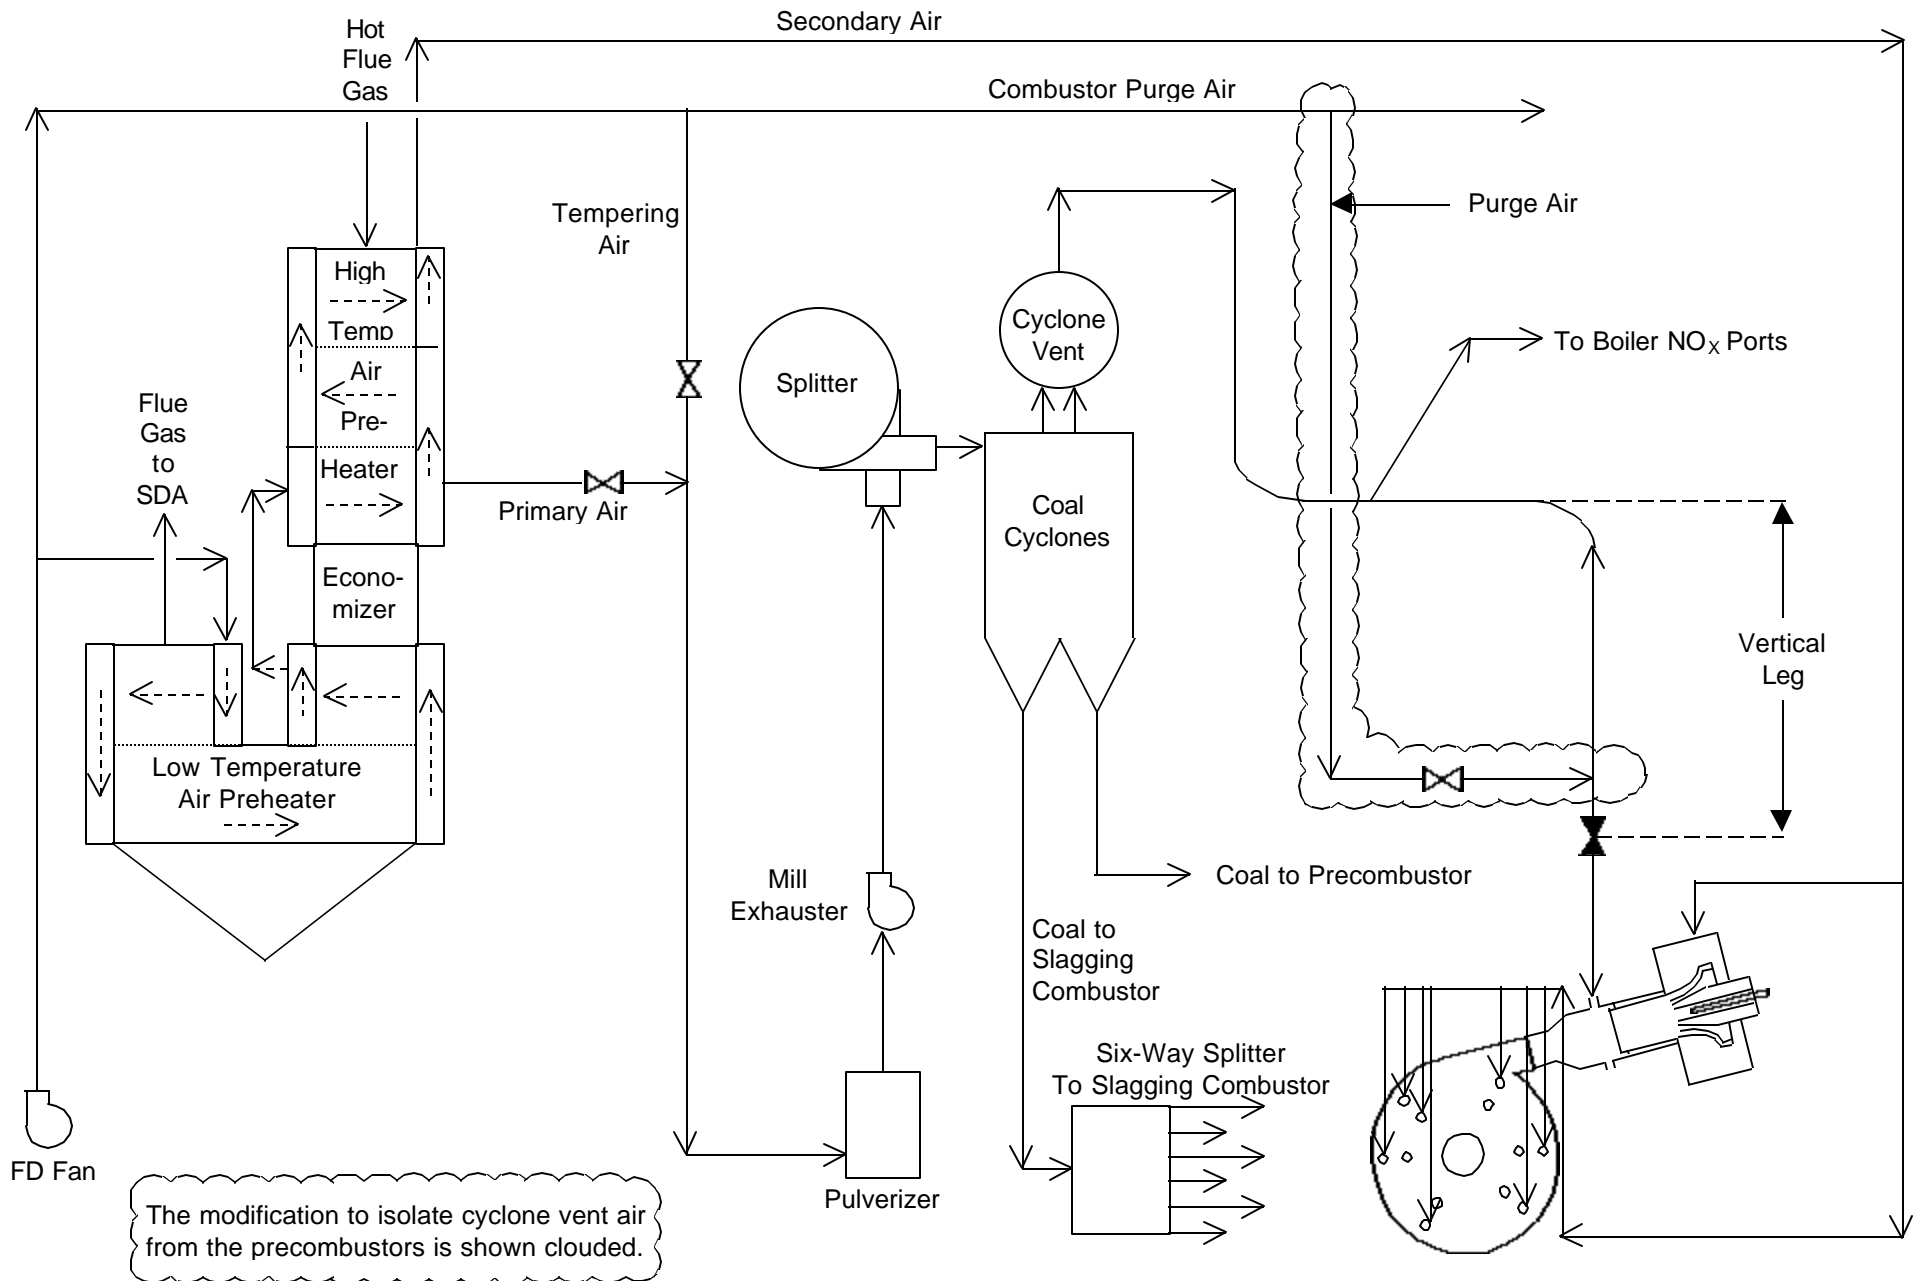 Secondary Air
Hot
Flue
Gas
Combustor Purge Air
Tempering
Air
Purge Air
High
Temp
Air
Pre-
Heater
Cyclone
Vent
To Boiler NOX Ports
Splitter
Flue
Gas
to
SDA
Primary Air
Coal
Cyclones
Econo-
mizer
Vertical
Leg
Low Temperature
Air Preheater
Mill
Exhauster
Coal to Precombustor
Coal to
Slagging
Combustor
Six-Way Splitter
To Slagging Combustor
FD Fan
Pulverizer
The modification to isolate cyclone vent air
from the precombustors is shown clouded.